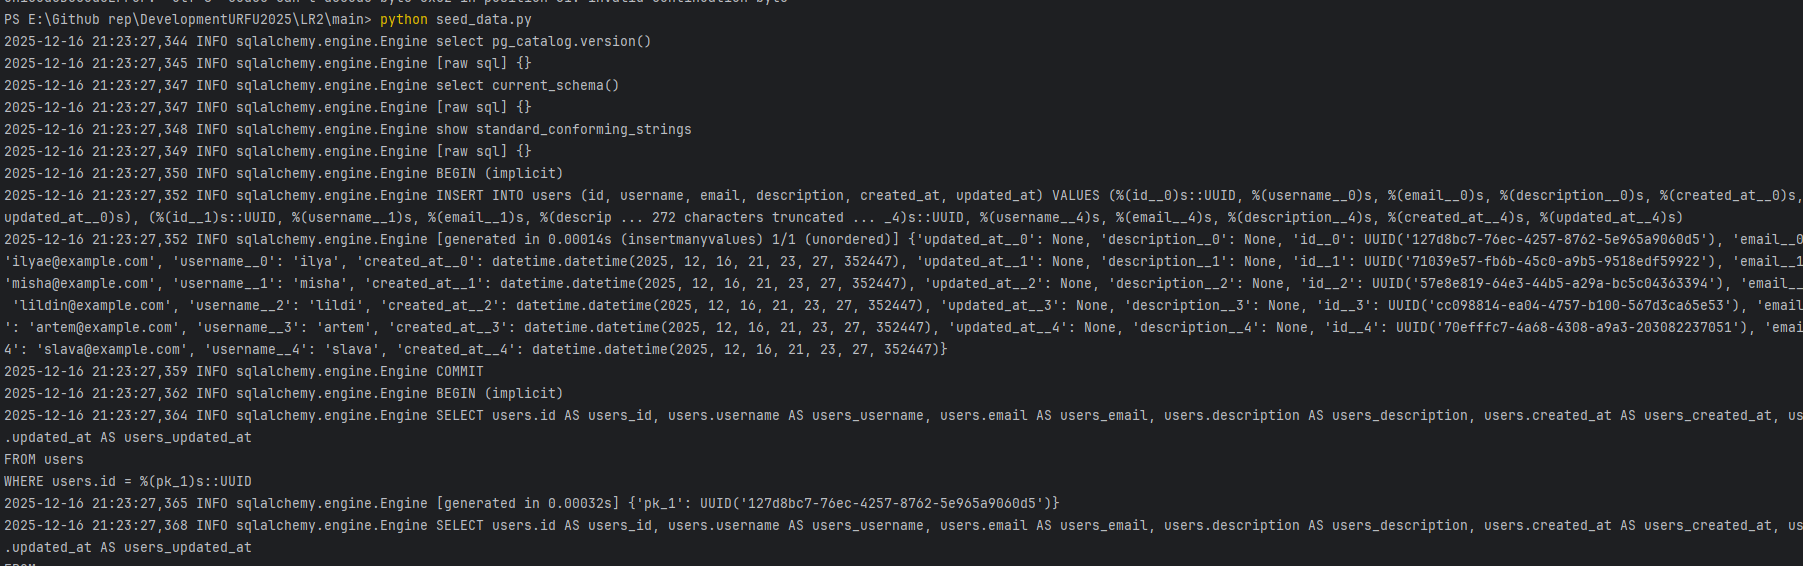 PS E:\Github rep\DevelopmentURFU2025\LR2\main> python seed_data.py
2025-12-16 21:23:27,344 INFO sqlalchemy.engine.Engine select pg_catalog.version()
2025-12-16 21:23:27,345 INFO sqlalchemy.engine.Engine [raw sql] {}
2025-12-16 21:23:27,347 INFO sqlalchemy.engine.Engine select current_schema()
2025-12-16 21:23:27,347 INFO sqlalchemy.engine.Engine [raw sql] {}
2025-12-16 21:23:27,348 INFO sqlalchemy.engine.Engine show standard_conforming_strings
2025-12-16 21:23:27,349 INFO sqlalchemy.engine.Engine [raw sql] {}
2025-12-16 21:23:27,350 INFO sqlalchemy.engine.Engine BEGIN (implicit)
2025-12-16 21:23:27,352 INFO sqlalchemy.engine.Engine INSERT INTO users (id, username, email, description, created_at, updated_at) VALUES (%(id__0)s::UUID, %(username__0)s, %(email__0)s, %(description__0)s, %(created_at__0)s,
updated_at__0)s), (%(id__1)s::UUID, %(username__1)s, %(email__1)s, %(descrip ... 272 characters truncated ... _4)s::UUID, %(username__4)s, %(email__4)s, %(description__4)s, %(created_at__4)s, %(updated_at__4)s)
2025-12-16 21:23:27,352 INFO sqlalchemy.engine.Engine [generated in 0.00014s (insertmanyvalues) 1/1 (unordered)] {'updated_at__0': None, 'description__0': None, 'id__0': UUID('127d8bc7-76ec-4257-8762-5e965a9060d5'), 'email__0
'ilyae@example.com', 'username__0': 'ilya', 'created_at__0': datetime.datetime(2025, 12, 16, 21, 23, 27, 352447), 'updated_at__1': None, 'description__1': None, 'id__1': UUID('71039e57-fb6b-45c0-a9b5-9518edf59922'), 'email__1
'misha@example.com', 'username__1': 'misha', 'created_at__1': datetime.datetime(2025, 12, 16, 21, 23, 27, 352447), 'updated_at__2': None, 'description__2': None, 'id__2': UUID('57e8e819-64e3-44b5-a29a-bc5c04363394'), 'email__
'lildin@example.com', 'username__2': 'lildi', 'created_at__2': datetime.datetime(2025, 12, 16, 21, 23, 27, 352447), 'updated_at__3': None, 'description__3': None, 'id__3': UUID('cc098814-ea04-4757-b100-567d3ca65e53'), 'email
': 'artem@example.com', 'username__3': 'artem', 'created_at__3': datetime.datetime(2025, 12, 16, 21, 23, 27, 352447), 'updated_at__4': None, 'description__4': None, 'id__4': UUID('70efffc7-4a68-4308-a9a3-203082237051'), 'emai
4': 'slava@example.com', 'username__4': 'slava', 'created_at__4': datetime.datetime(2025, 12, 16, 21, 23, 27, 352447)}
2025-12-16 21:23:27,359 INFO sqlalchemy.engine.Engine COMMIT
2025-12-16 21:23:27,362 INFO sqlalchemy.engine.Engine BEGIN (implicit)
2025-12-16 21:23:27,364 INFO sqlalchemy.engine.Engine SELECT users.id AS users_id, users.username AS users_username, users.email AS users_email, users.description AS users_description, users.created_at AS users_created_at, us
.updated_at AS users_updated_at
FROM users
WHERE users.id = %(pk_1)s::UUID
2025-12-16 21:23:27,365 INFO sqlalchemy.engine.Engine [generated in 0.00032s] {'pk_1': UUID('127d8bc7-76ec-4257-8762-5e965a9060d5')}
2025-12-16 21:23:27,368 INFO sqlalchemy.engine.Engine SELECT users.id AS users_id, users.username AS users_username, users.email AS users_email, users.description AS users_description, users.created_at AS users_created_at, us
.updated_at AS users_updated_at